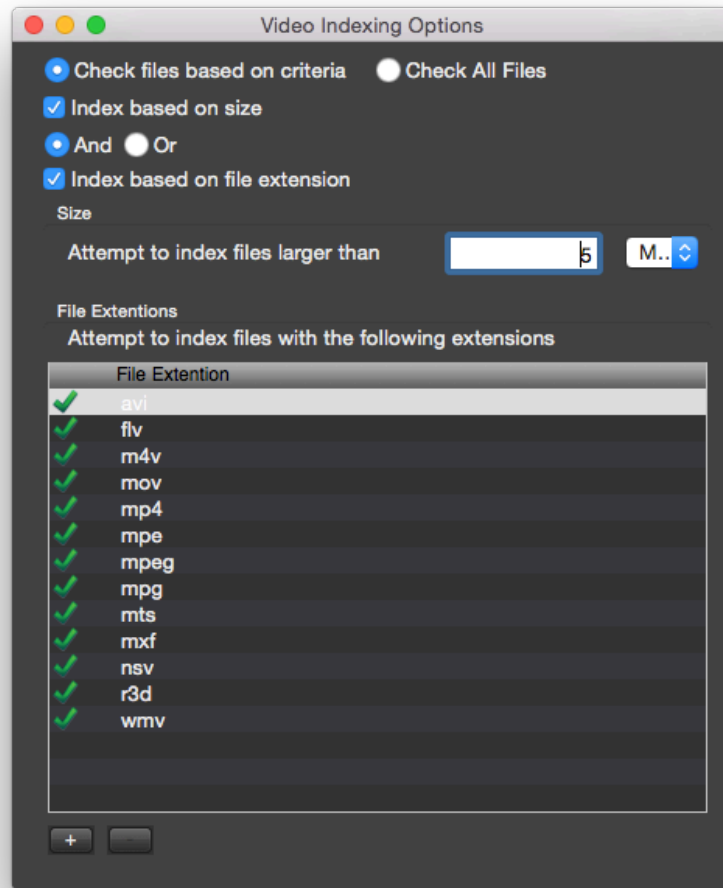 Video Indexing Options
Check files based on criteria Check All Files
Index based on size
And Or
Index based on file extension
Size
Attempt to index files larger than 5 M..
File Extentions
Attempt to index files with the following extensions
File Extention
avi
flv
m4v
mov
mp4
mpe
mpeg
mpg
mts
mxf
nsv
r3d
wmv
+ -